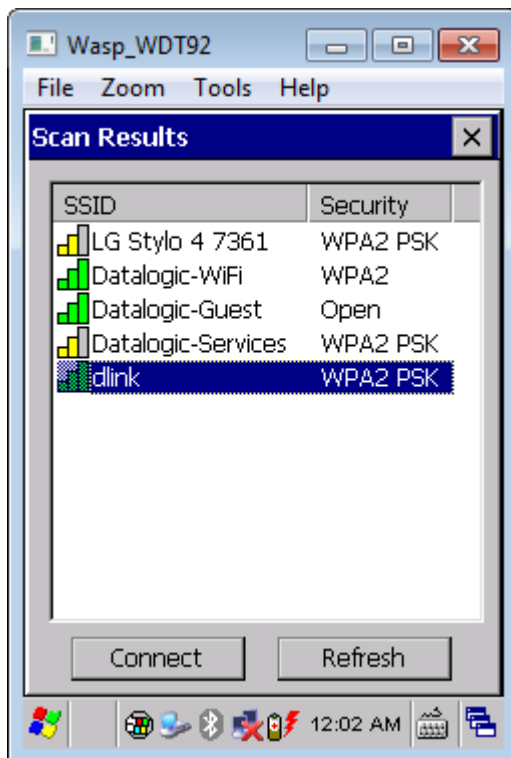 Wasp_WDT92
File Zoom Tools Help
Scan Results
SSID Security
LG Stylo 4 7361 WPA2 PSK
Datalogic-WiFi WPA2
Datalogic-Guest Open
Datalogic-Services WPA2 PSK
dlink WPA2 PSK
Connect Refresh
12:02 AM